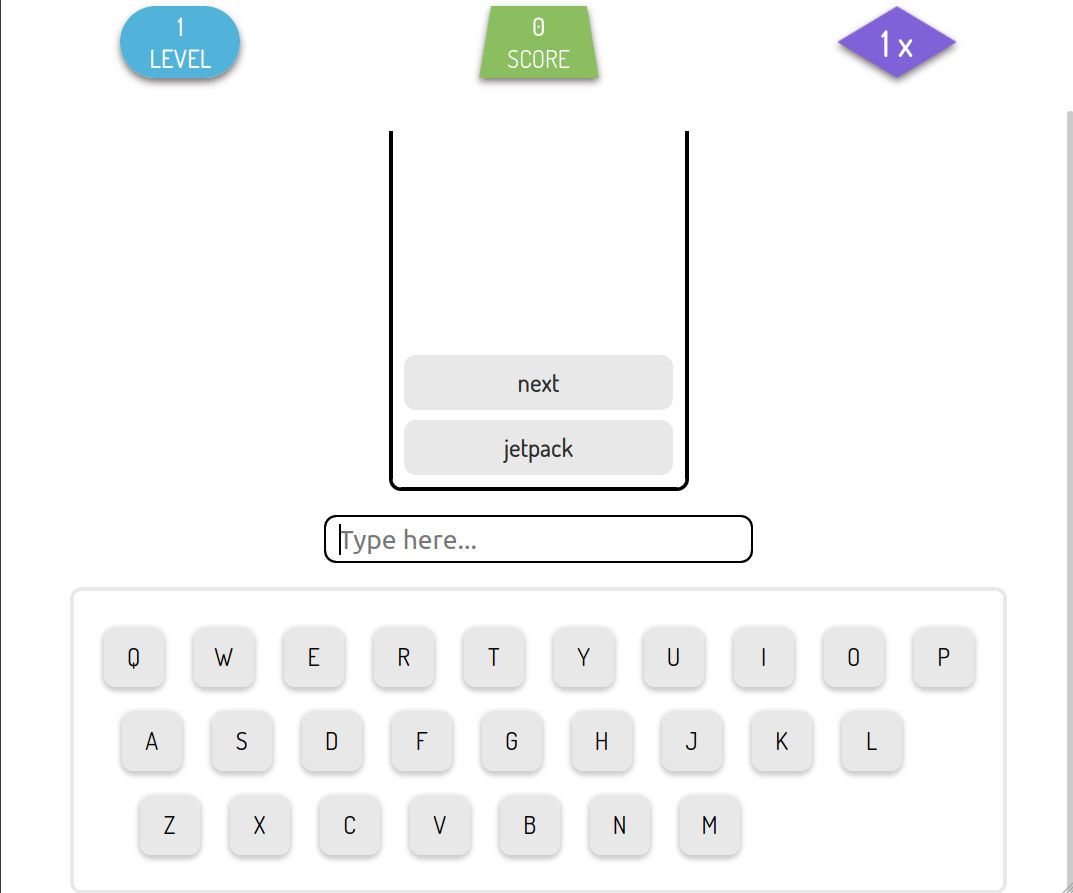 1
LEVEL
0
SCORE
1 x
next
jetpack
Type here...
Q W E R T Y U I O P
A S D F G H J K L
Z X C V B N M